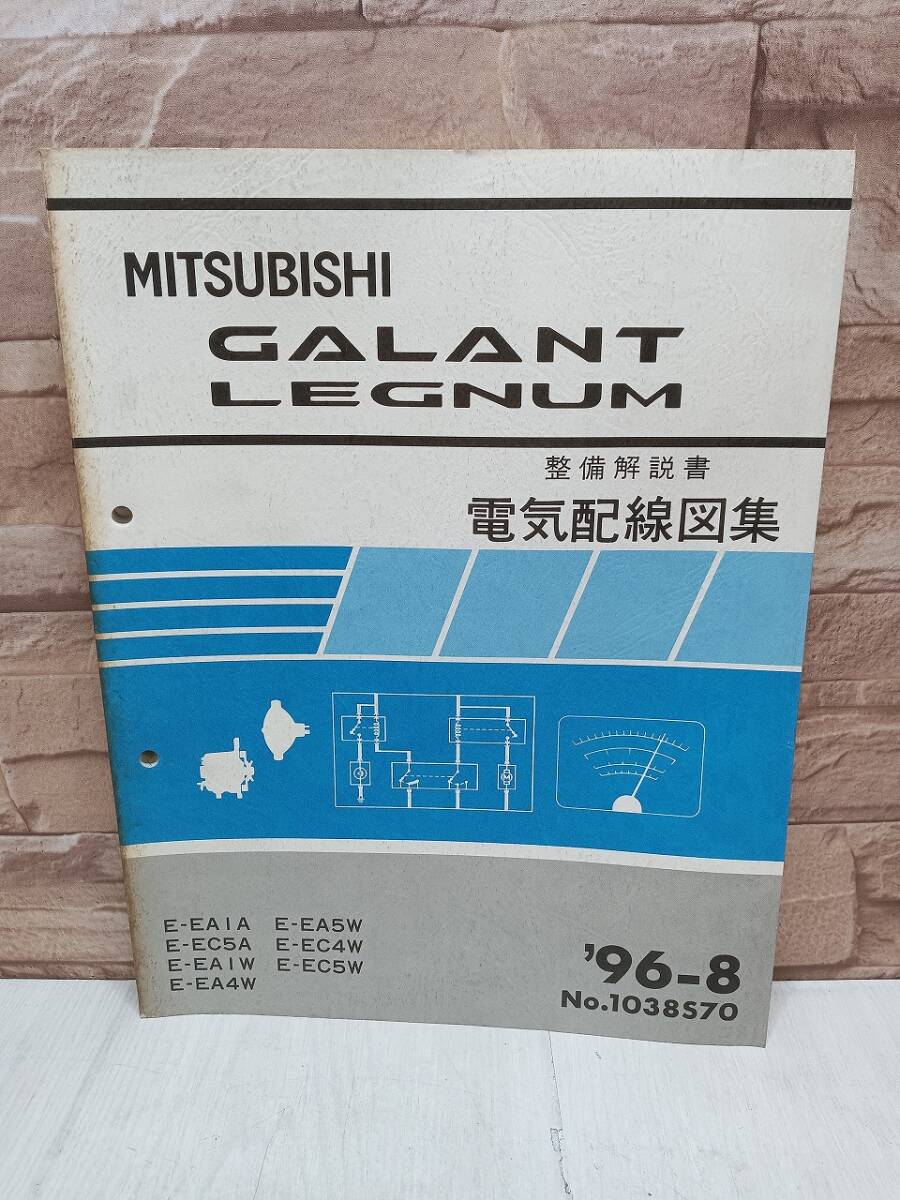 MITSUBISHI
GALANT
LEGNUM
整備解説書
電気配線図集
E-EA1A E-EA5W
E-EC5A E-EC4W
E-EA1W E-EC5W
E-EA4W
'96-8
No.1038S70